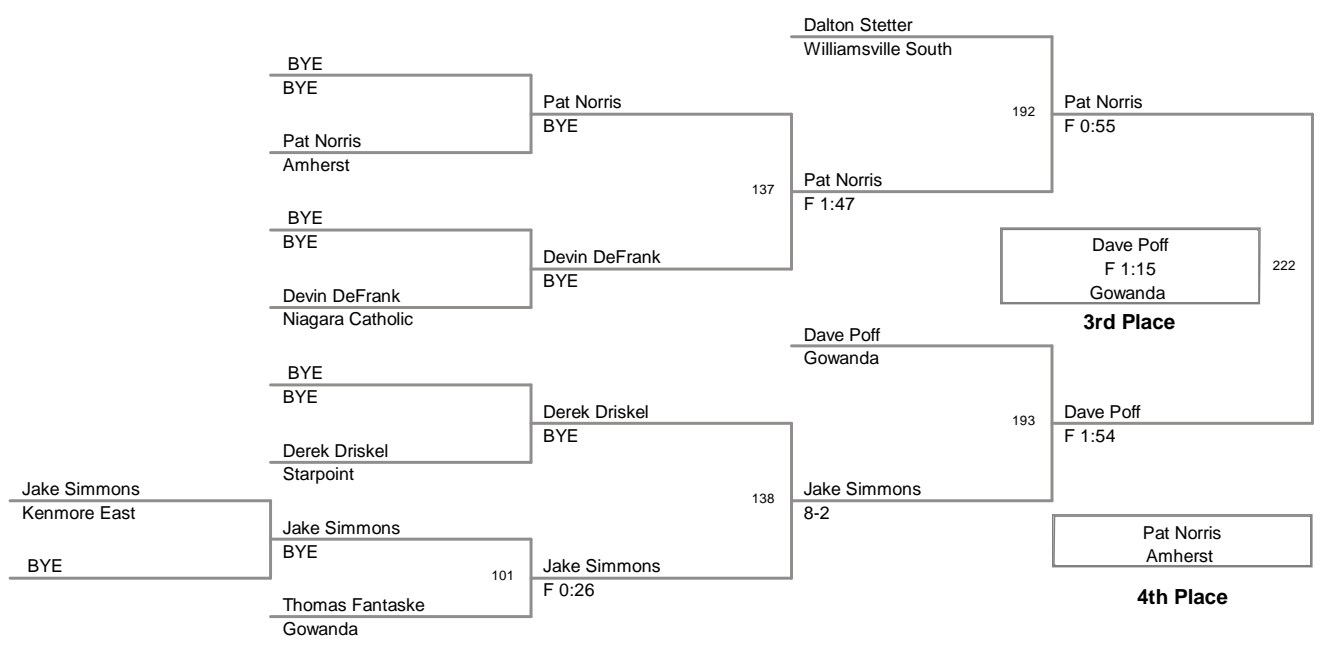 Dalton Stetter
Williamsville South
BYE
BYE
Pat Norris
BYE
192
Pat Norris
F 0:55
Pat Norris
Amherst
137
Pat Norris
F 1:47
BYE
BYE
Devin DeFrank
BYE
Dave Poff
F 1:15
Gowanda
222
3rd Place
Devin DeFrank
Niagara Catholic
Dave Poff
Gowanda
BYE
BYE
Derek Driskel
BYE
193
Dave Poff
F 1:54
Derek Driskel
Starpoint
Jake Simmons
Kenmore East
138
Jake Simmons
8-2
Jake Simmons
BYE
Pat Norris
Amherst
BYE
101
Jake Simmons
F 0:26
4th Place
Thomas Fantaske
Gowanda